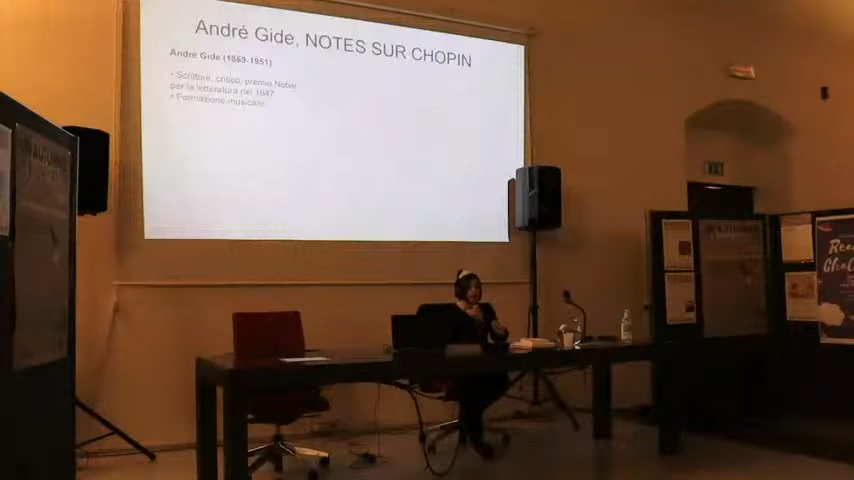 André Gide, NOTES SUR CHOPIN
André Gide (1869-1951)
• Scrittore, critico, premio Nobel
per la letteratura nel 1947
• Formazione musicale